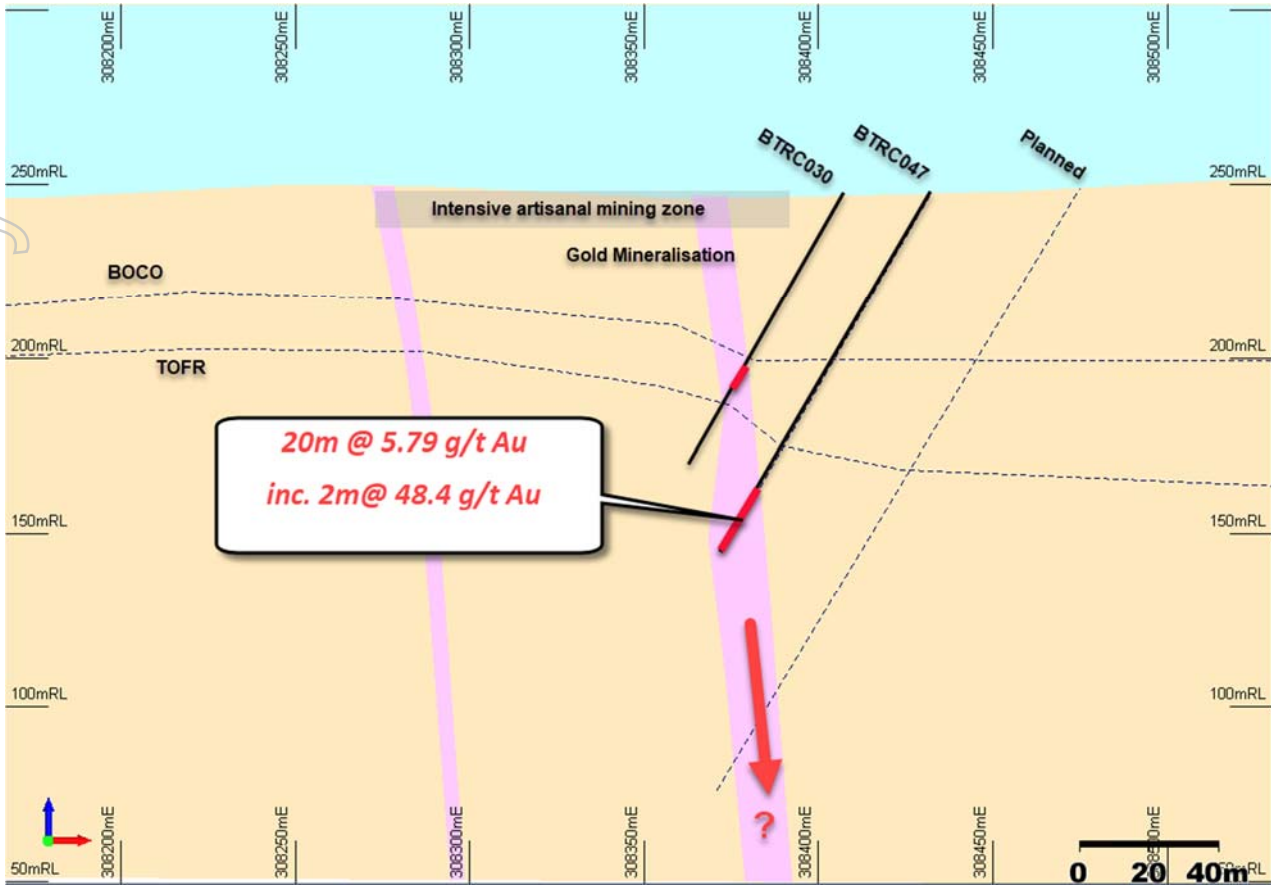 308200mE
308250mE
308300mE
308350mE
308400mE
308450mE
308500mE
BTRC030
BTRC047
Planned
250mRL
250mRL
Intensive artisanal mining zone
Gold Mineralisation
BOCO
200mRL
200mRL
TOFR
20m @ 5.79 g/t Au
inc. 2m@ 48.4 g/t Au
150mRL
150mRL
100mRL
100mRL
?
308200mE
308250mE
308300mE
308350mE
308400mE
308450mE
308500mE
50mRL
0 20 40m